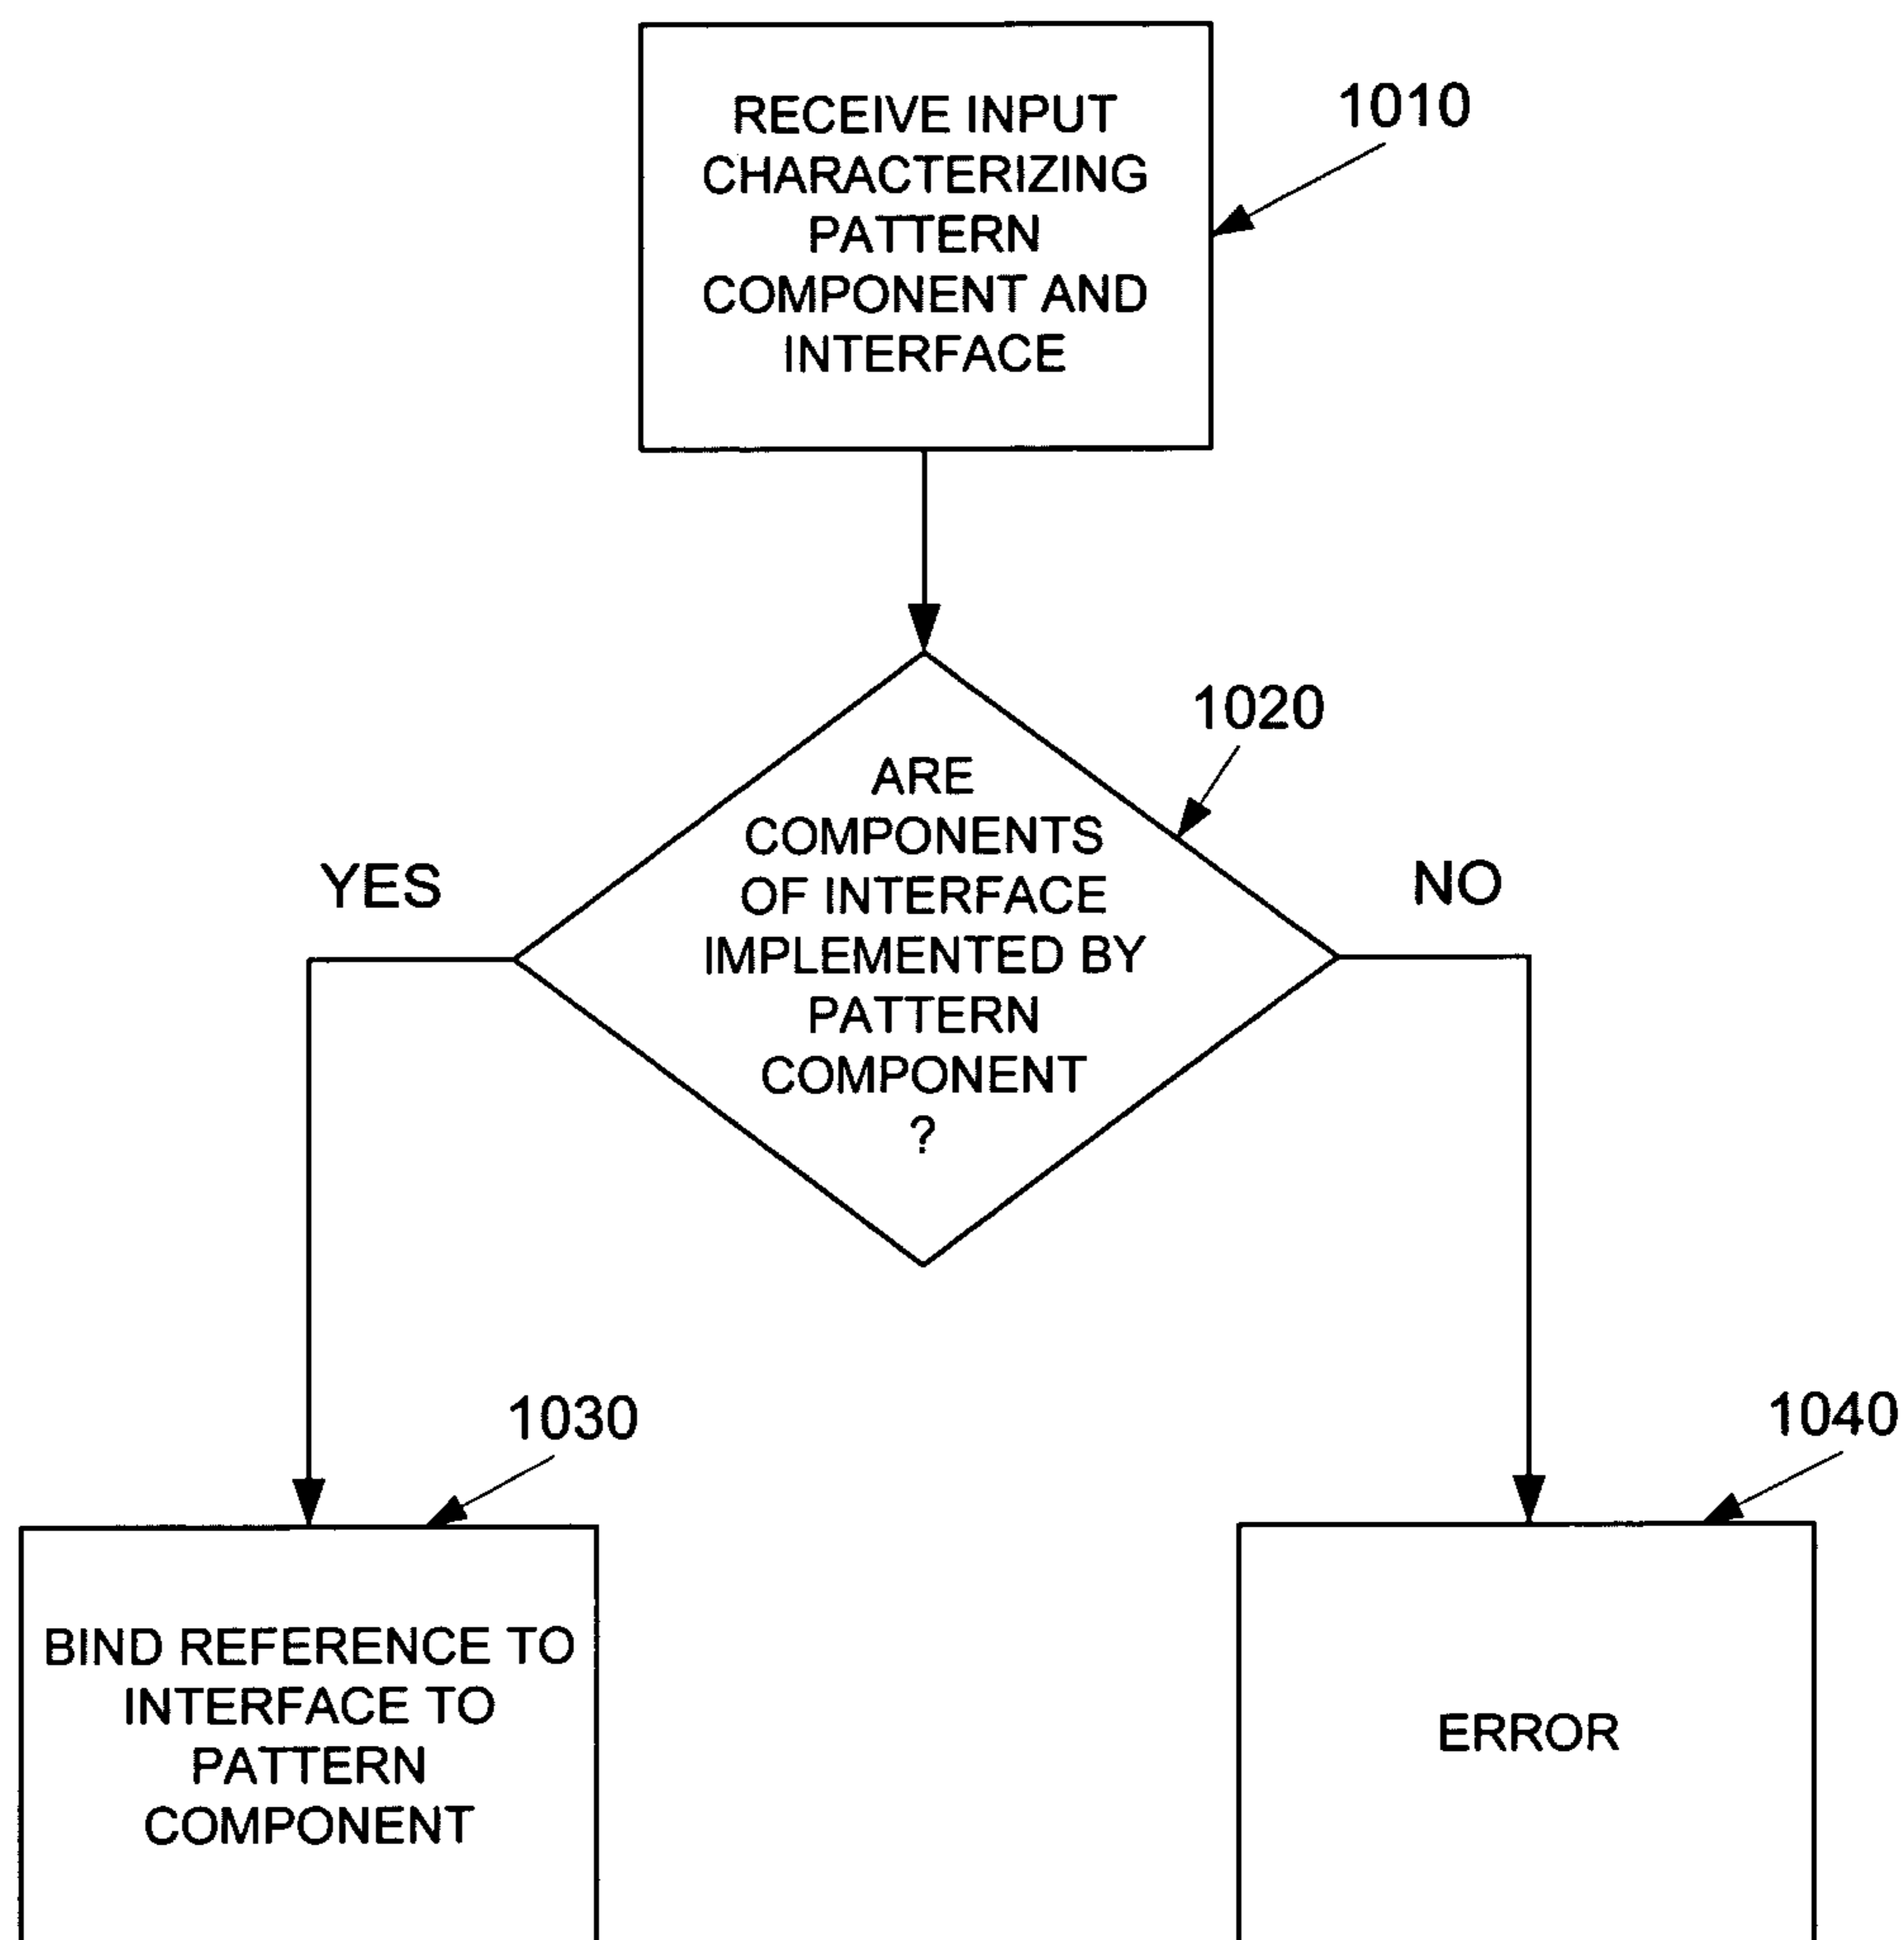 RECEIVE INPUT
CHARACTERIZING
PATTERN
COMPONENT AND
INTERFACE
1010
1020
ARE
COMPONENTS
OF INTERFACE
IMPLEMENTED BY
PATTERN
COMPONENT
?
YES
NO
1030
1040
BIND REFERENCE TO
INTERFACE TO
PATTERN
COMPONENT
ERROR